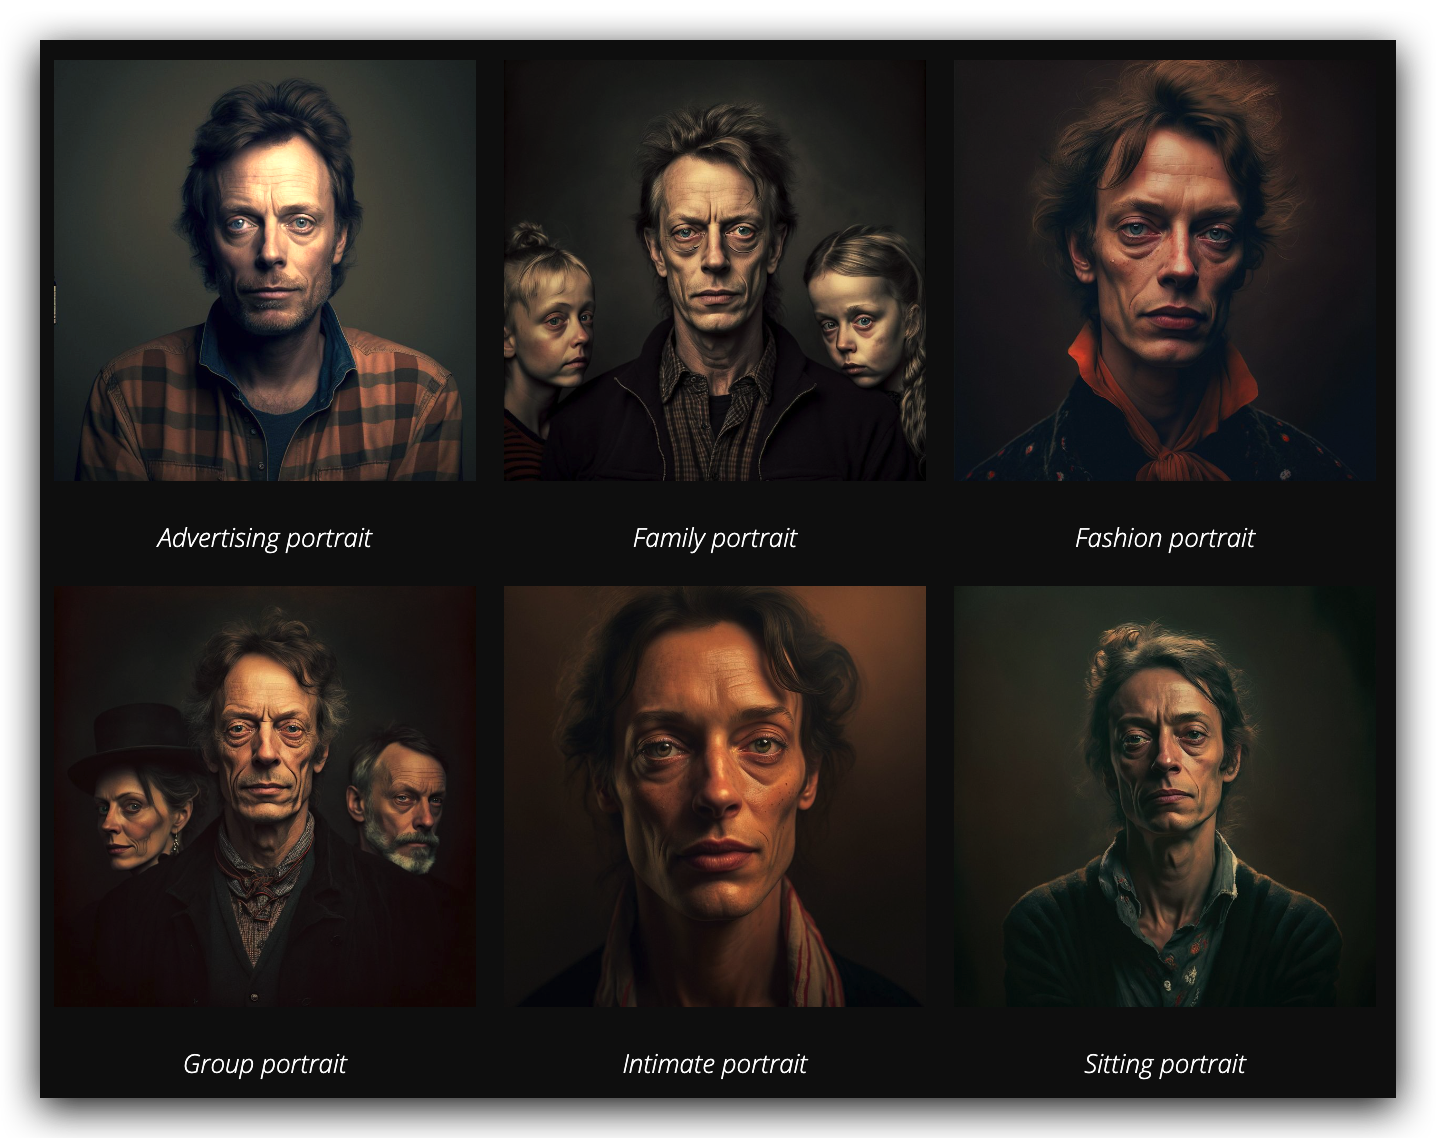 Advertising portrait
Family portrait
Fashion portrait
Group portrait
Intimate portrait
Sitting portrait